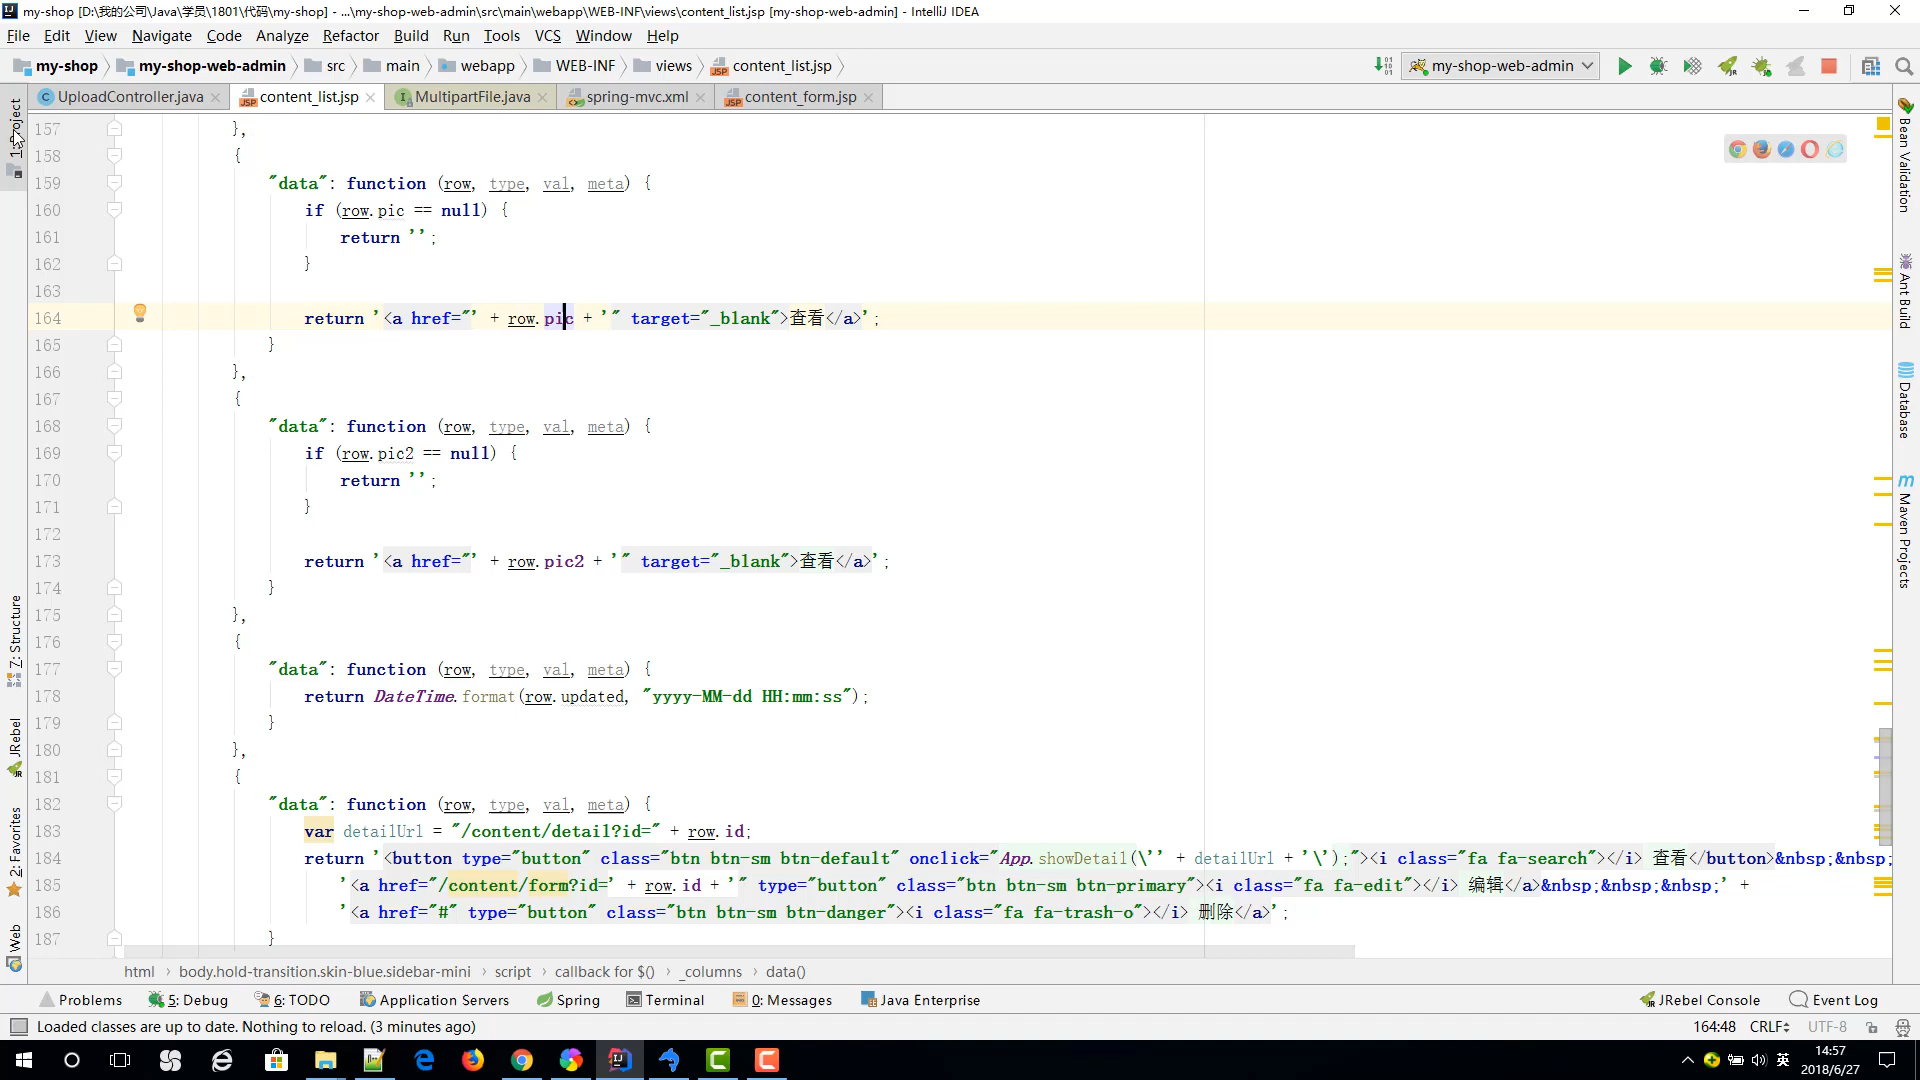 my-shop [D:\我的公司\Java\学员\1801\代码\my-shop] - ...\my-shop-web-admin\src\main\webapp\WEB-INF\views\content_list.jsp [my-shop-web-admin] - IntelliJ IDEA
File Edit View Navigate Code Analyze Refactor Build Run Tools VCS Window Help
my-shop my-shop-web-admin src main webapp WEB-INF views content_list.jsp my-shop-web-admin
UploadController.java content_list.jsp MultipartFile.java spring-mvc.xml content_form.jsp
1: Project
7: Structure
JRebel
2: Favorites
Web
Bean Validation
Ant Build
Database
Maven Projects
157 },
158 {
159 "data": function (row, type, val, meta) {
160 if (row.pic == null) {
161 return '';
162 }
163
164 return '<a href="' + row.pic + '" target="_blank">查看</a>';
165 }
166 },
167 {
168 "data": function (row, type, val, meta) {
169 if (row.pic2 == null) {
170 return '';
171 }
172
173 return '<a href="' + row.pic2 + '" target="_blank">查看</a>';
174 }
175 },
176 {
177 "data": function (row, type, val, meta) {
178 return DateTime.format(row.updated, "yyyy-MM-dd HH:mm:ss");
179 }
180 },
181 {
182 "data": function (row, type, val, meta) {
183 var detailUrl = "/content/detail?id=" + row.id;
184 return '<button type="button" class="btn btn-sm btn-default" onclick="App.showDetail(\'' + detailUrl + '\');"><i class="fa fa-search"></i> 查看</button>&nbsp;&nbsp;
185 '<a href="/content/form?id=' + row.id + '" type="button" class="btn btn-sm btn-primary"><i class="fa fa-edit"></i> 编辑</a>&nbsp;&nbsp;&nbsp;' +
186 '<a href="#" type="button" class="btn btn-sm btn-danger"><i class="fa fa-trash-o"></i> 删除</a>';
187 }
html body.hold-transition.skin-blue.sidebar-mini script callback for $() _columns data()
Problems 5: Debug 6: TODO Application Servers Spring Terminal 0: Messages Java Enterprise JRebel Console Event Log
Loaded classes are up to date. Nothing to reload. (3 minutes ago) 164:48 CRLF UTF-8
英 14:57
2018/6/27